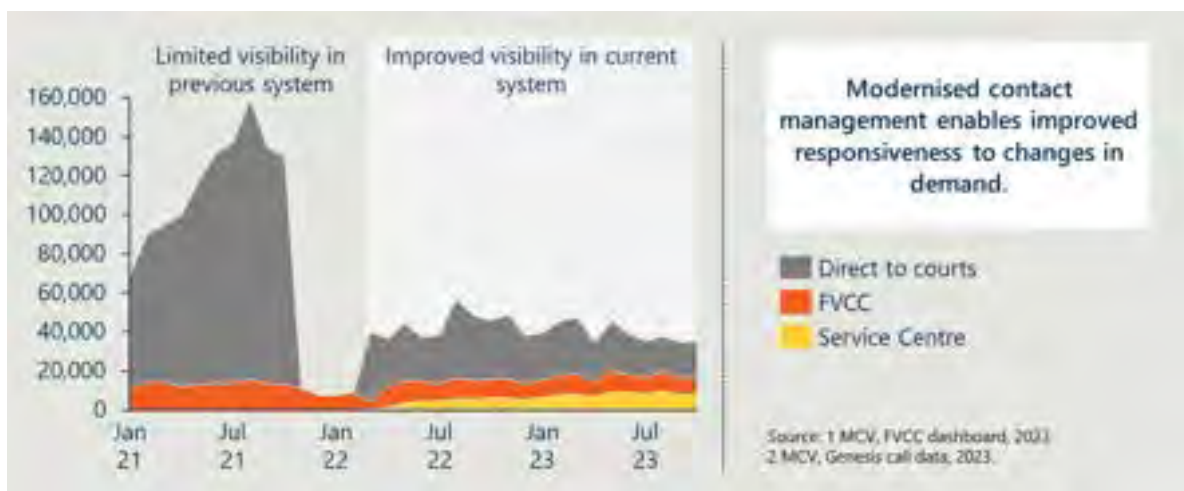 Limited visibility in
previous system
Improved visibility in current
system
160,000
140,000
120,000
100,000
80,000
60,000
40,000
20,000
0
Jan
21
Jul
21
Jan
22
Jul
22
Jan
23
Jul
23
Modernised contact
management enables improved
responsiveness to changes in
demand.
Direct to courts
FVCC
Service Centre
Source: 1 MCV, FVCC dashboard, 2023.
2 MCV, Genesis call data, 2023.